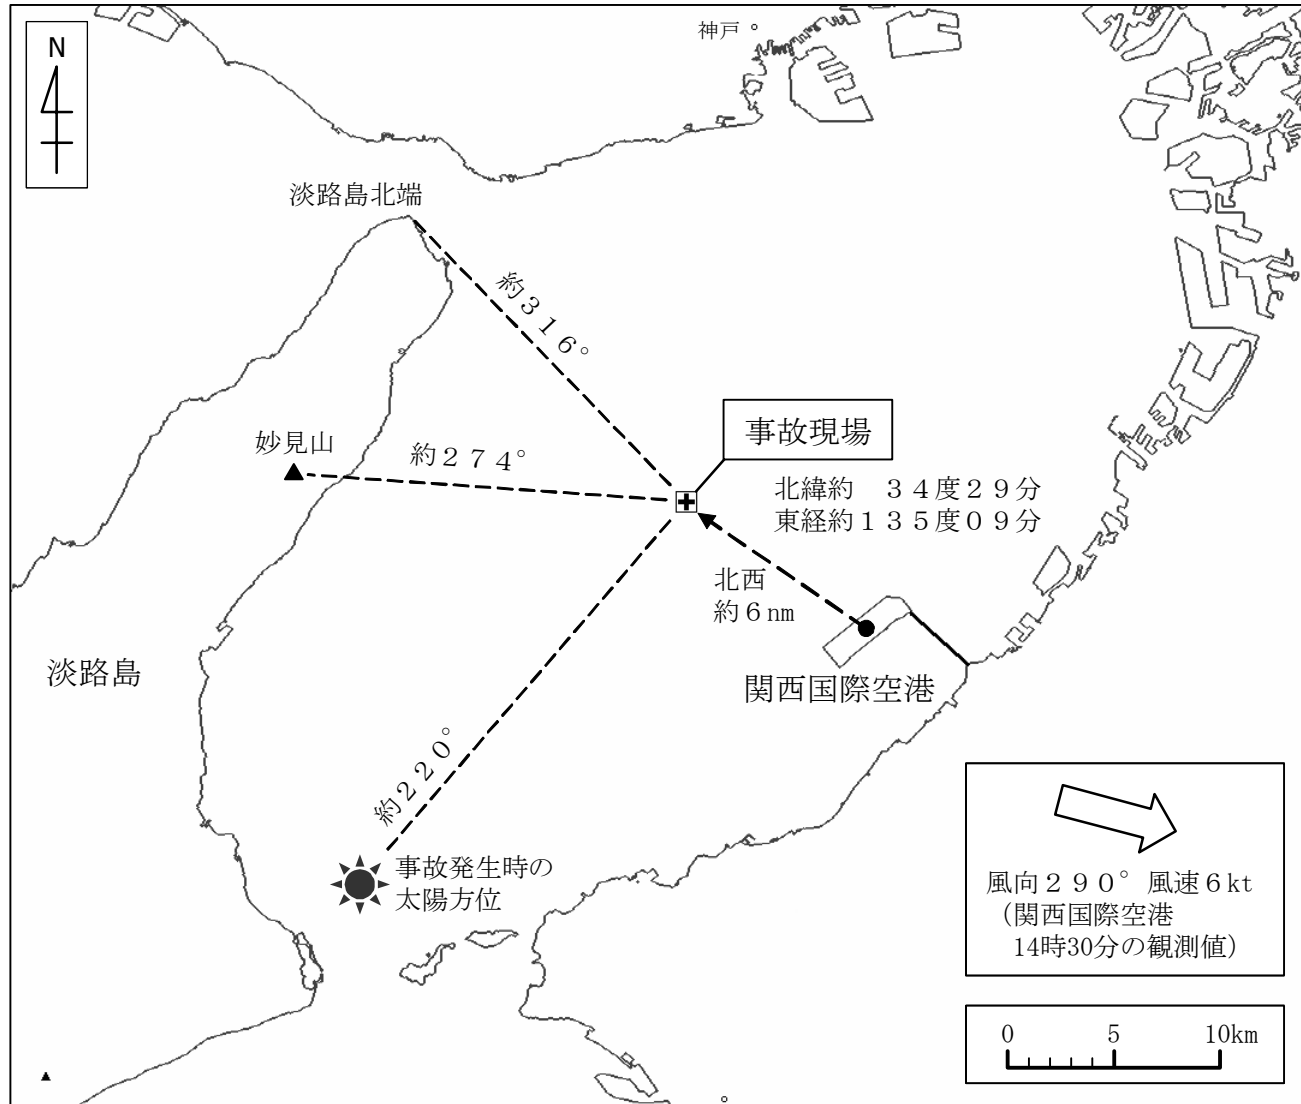 神戸
N
淡路島北端
約３１６°
事故現場
妙見山
約２７４°
北緯約　３４度２９分
東経約１３５度０９分
北西
約６nm
淡路島
関西国際空港
約２２０°
事故発生時の
太陽方位
風向２９０°風速６kt
（関西国際空港
14時30分の観測値）
0 5 10km